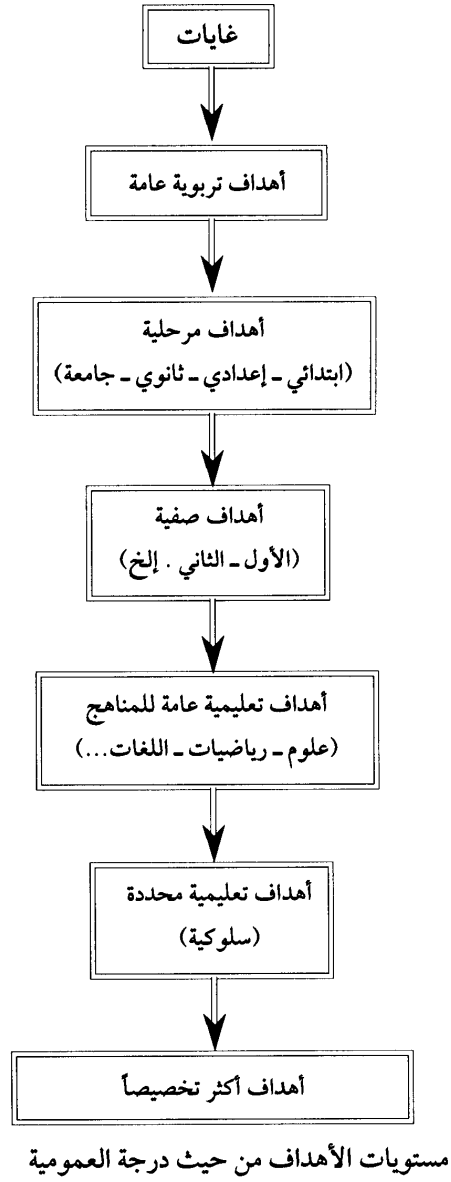 غايات
أهداف تربوية عامة
أهداف مرحلية
(ابتدائي ـ إعدادي ـ ثانوي ـ جامعة)
أهداف صفية
(الأول ـ الثاني . إلخ)
أهداف تعليمية عامة للمناهج
(علوم ـ رياضيات ـ اللغات...)
أهداف تعليمية محددة
(سلوكية)
أهداف أكثر تخصيصاً
مستويات الأهداف من حيث درجة العمومية